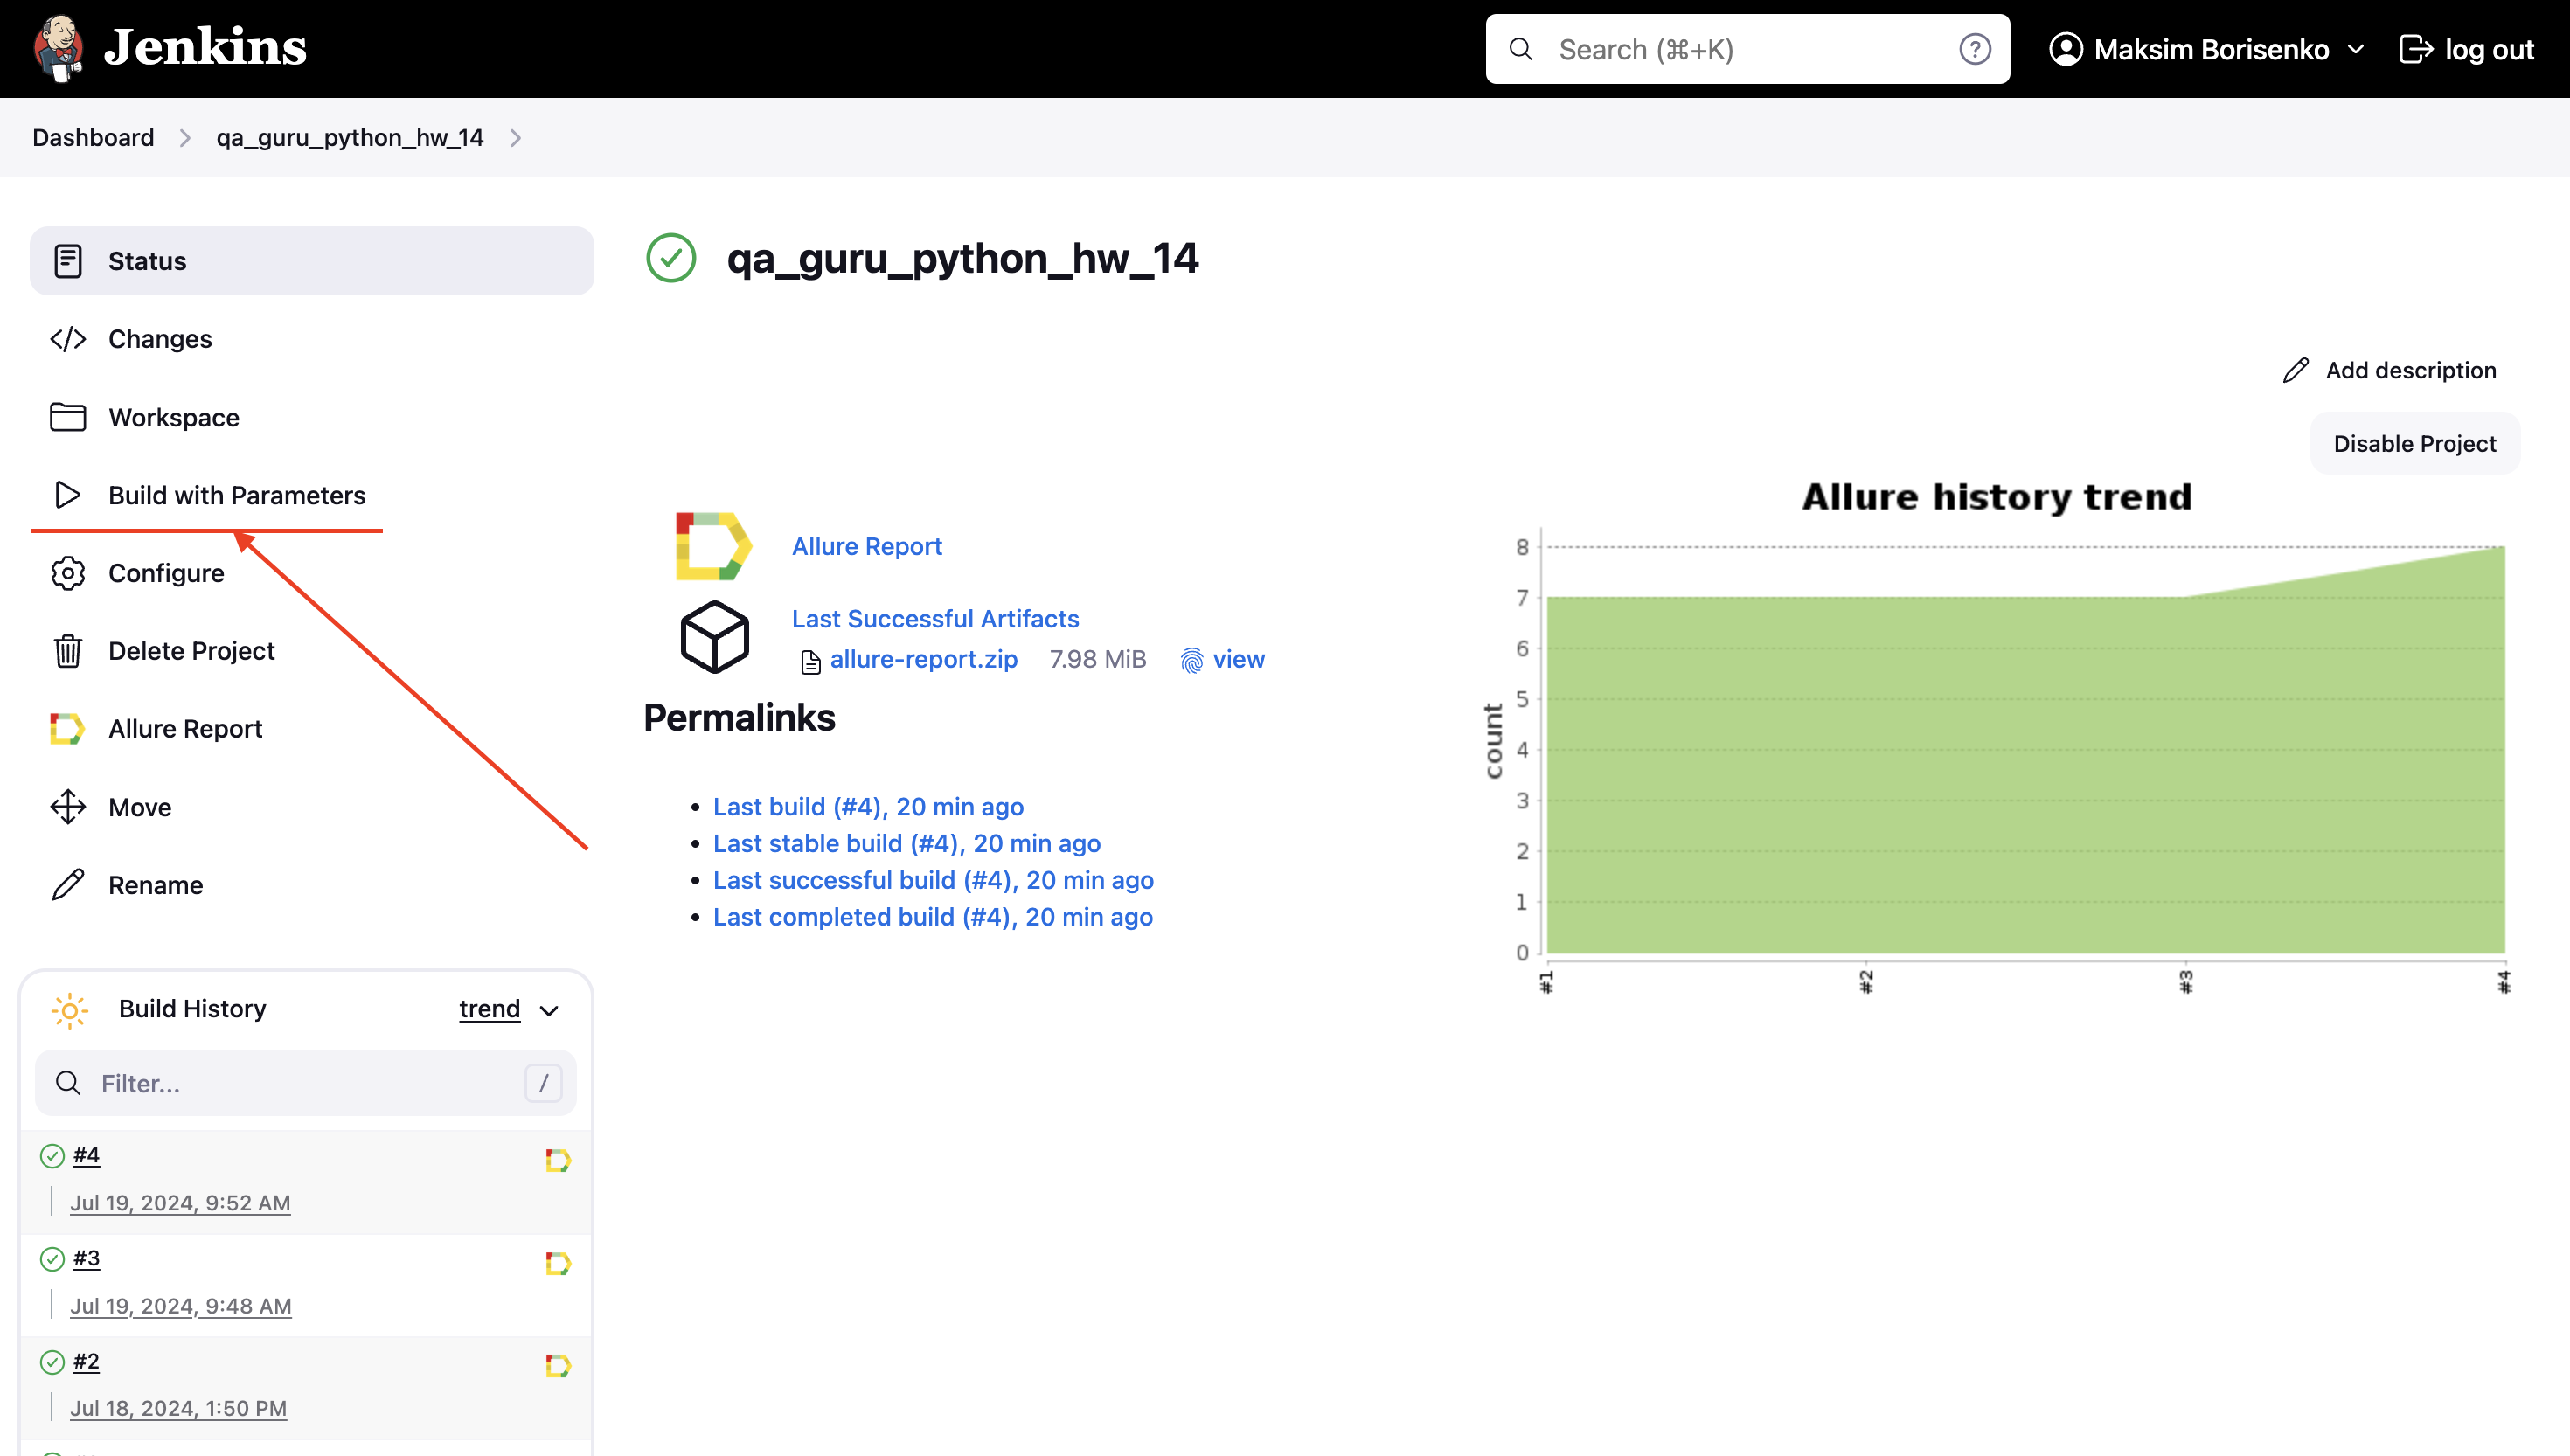 Jenkins
Search (⌘+K)
Maksim Borisenko
log out
Dashboard
qa_guru_python_hw_14
Status
Changes
Workspace
Build with Parameters
Configure
Delete Project
Allure Report
Move
Rename
Build History
trend
Filter...
/
#4
Jul 19, 2024, 9:52 AM
#3
Jul 19, 2024, 9:48 AM
#2
Jul 18, 2024, 1:50 PM
qa_guru_python_hw_14
Add description
Disable Project
Allure Report
Last Successful Artifacts
allure-report.zip 7.98 MiB view
Permalinks
Last build (#4), 20 min ago
Last stable build (#4), 20 min ago
Last successful build (#4), 20 min ago
Last completed build (#4), 20 min ago
Allure history trend
count
8
7
6
5
4
3
2
1
0
#1
#2
#3
#4